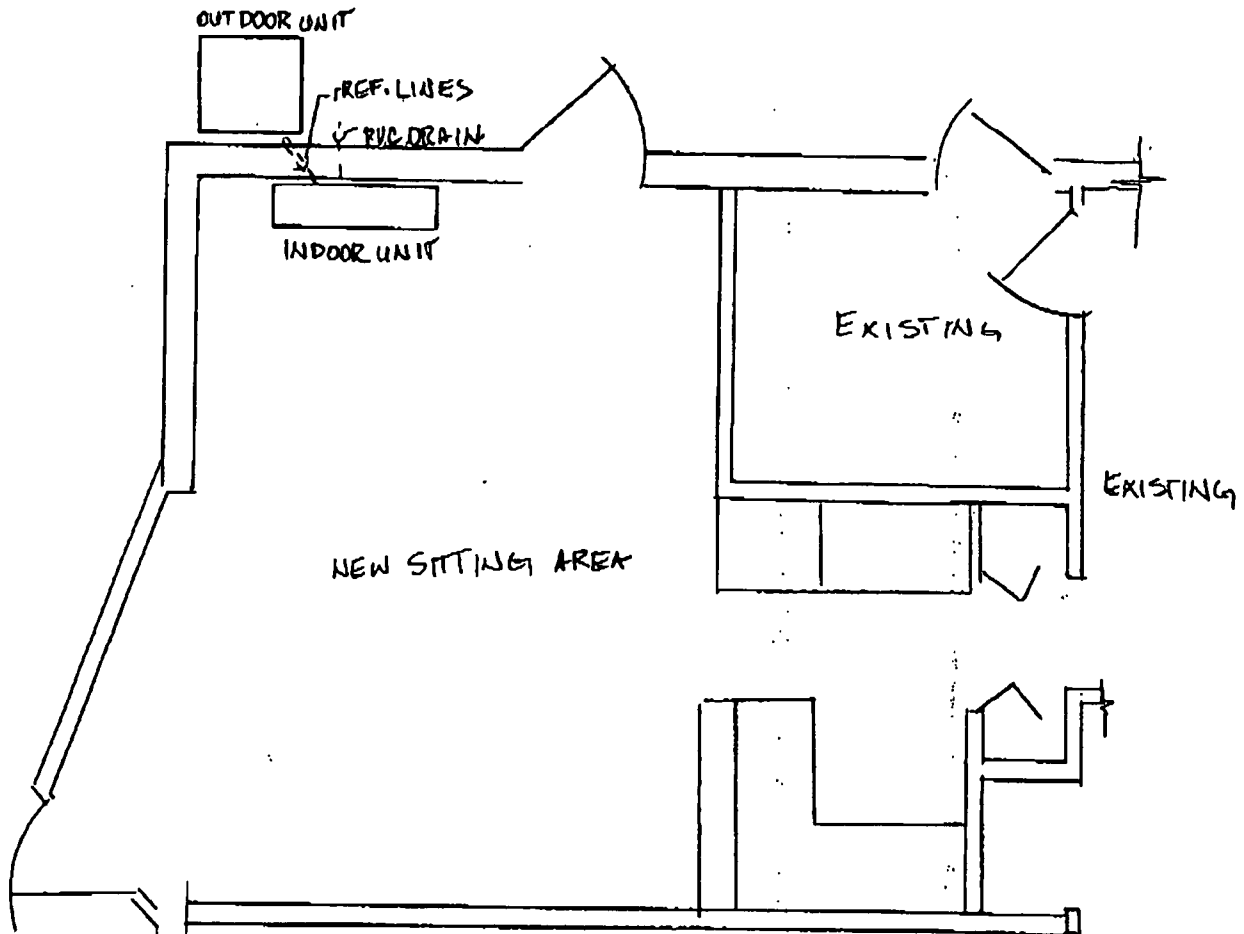 OUTDOOR UNIT
REF. LINES
PVC DRAIN
INDOOR UNIT
EXISTING
EXISTING
NEW SITTING AREA